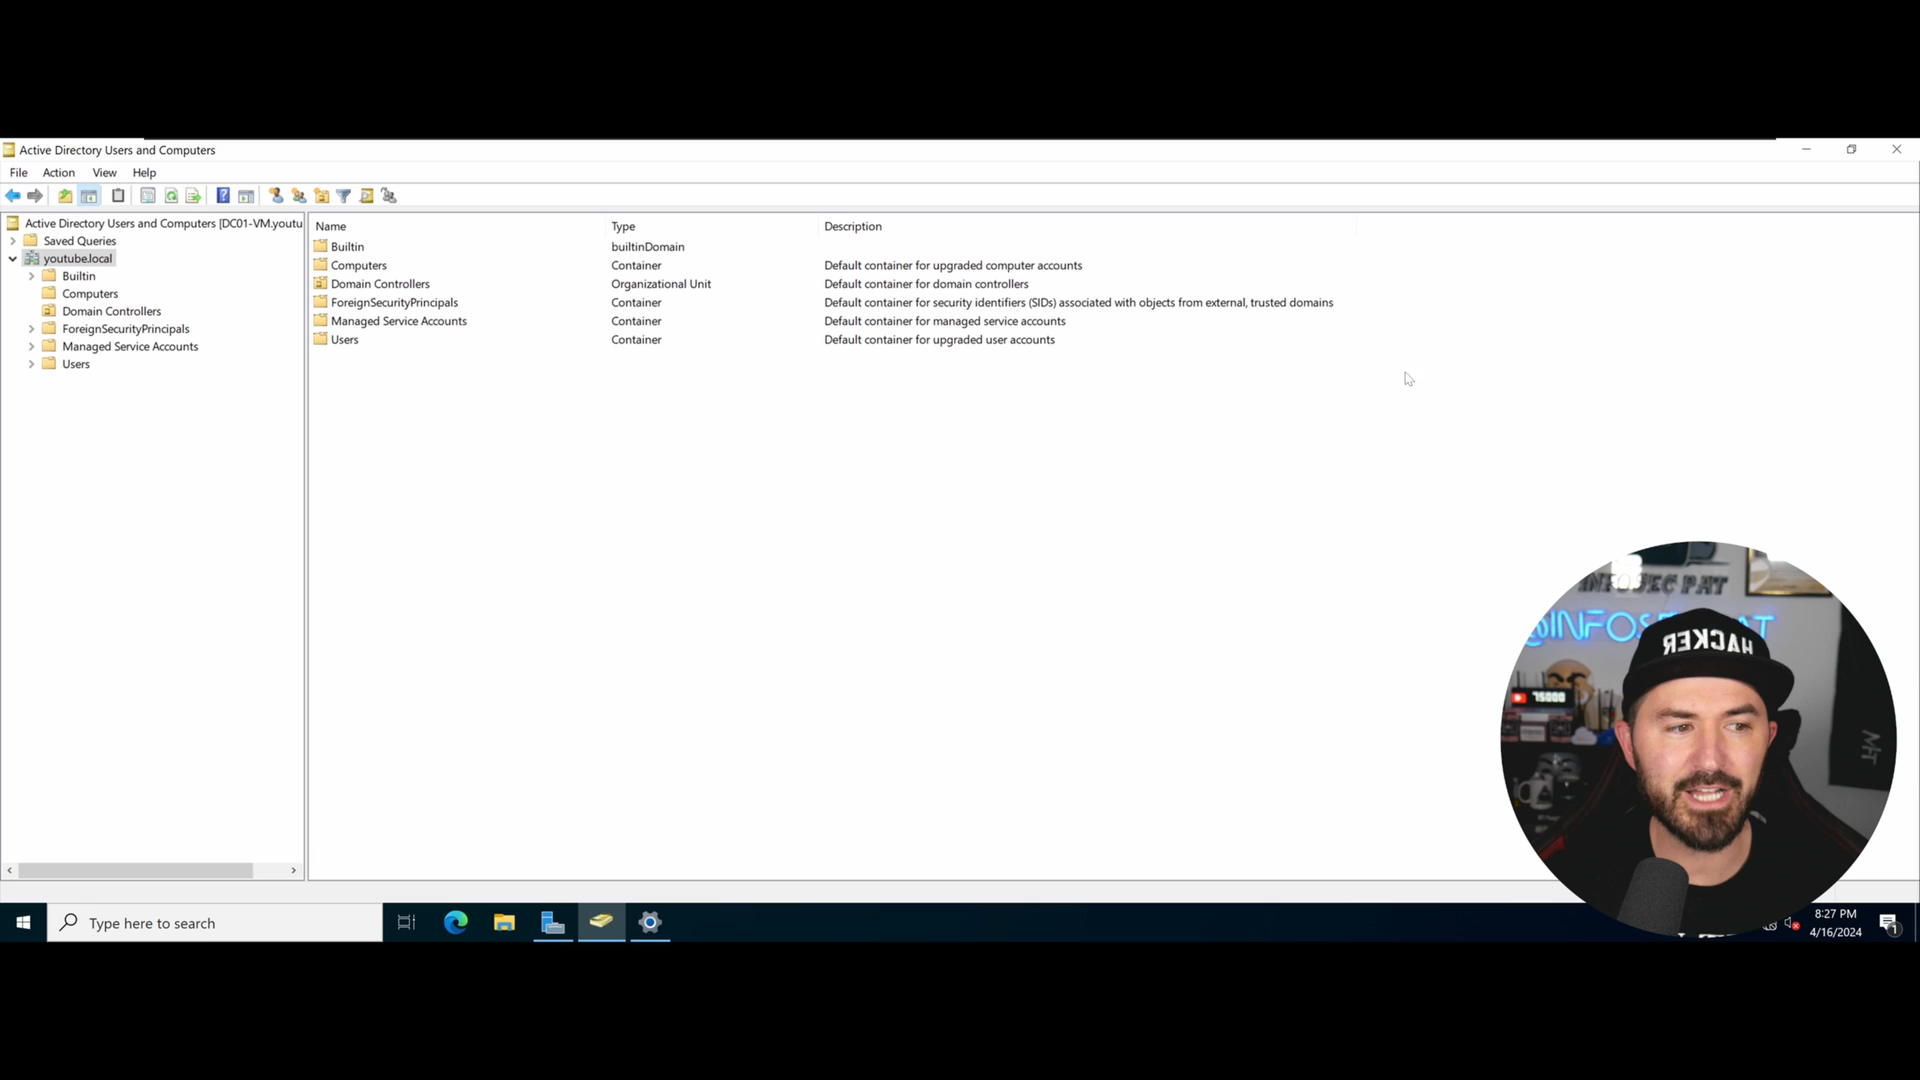 Active Directory Users and Computers
File Action View Help
Active Directory Users and Computers [DC01-VM.youtu
Saved Queries
youtube.local
Builtin
Computers
Domain Controllers
ForeignSecurityPrincipals
Managed Service Accounts
Users
Name Type Description
Builtin builtinDomain
Computers Container Default container for upgraded computer accounts
Domain Controllers Organizational Unit Default container for domain controllers
ForeignSecurityPrincipals Container Default container for security identifiers (SIDs) associated with objects from external, trusted domains
Managed Service Accounts Container Default container for managed service accounts
Users Container Default container for upgraded user accounts
INFOSEC PAT
@INFOS
HACKER
75000
Type here to search
8:27 PM
4/16/2024
1